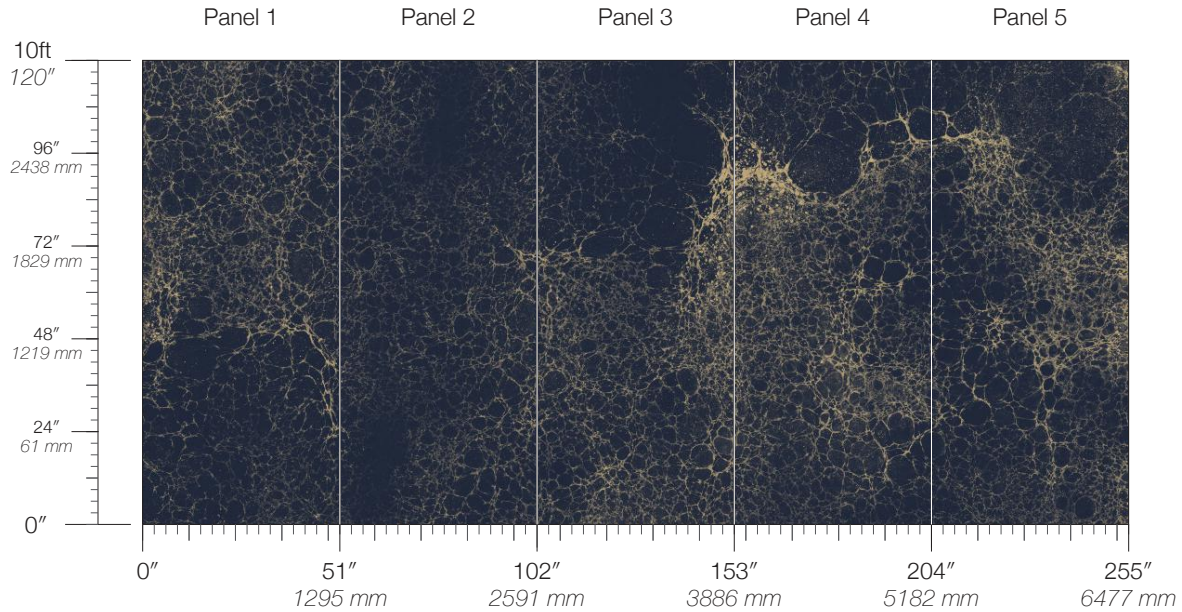 Panel 1 Panel 2 Panel 3 Panel 4 Panel 5
10ft
120″
96″
2438 mm
72″
1829 mm
48″
1219 mm
24″
61 mm
0″
0″ 51″ 102″ 153″ 204″ 255″
1295 mm 2591 mm 3886 mm 5182 mm 6477 mm